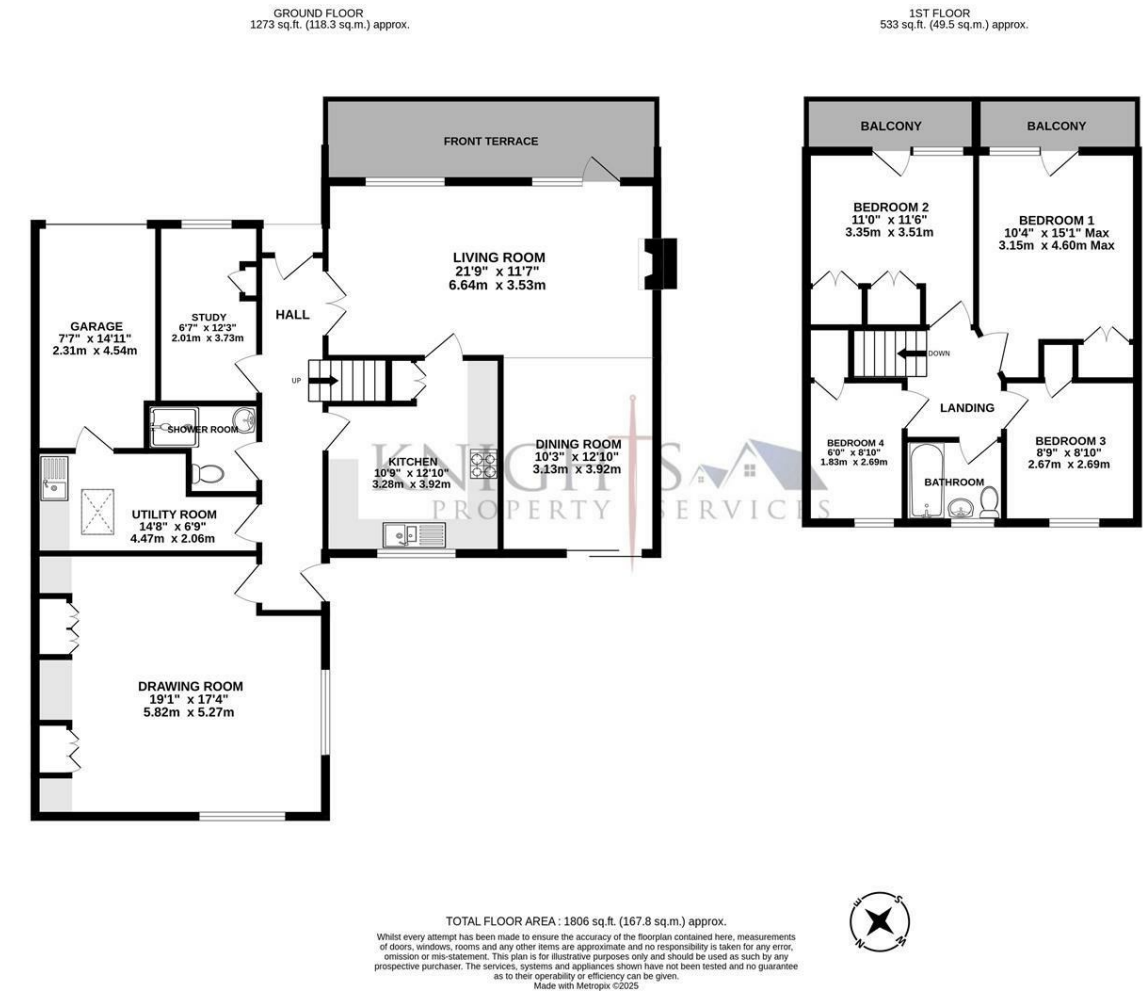 GROUND FLOOR
1273 sq.ft. (118.3 sq.m.) approx.
1ST FLOOR
533 sq.ft. (49.5 sq.m.) approx.
FRONT TERRACE
BALCONY
BALCONY
LIVING ROOM
21'9" x 11'7"
6.64m x 3.53m
HALL
STUDY
6'7" x 12'3"
2.01m x 3.73m
GARAGE
7'7" x 14'11"
2.31m x 4.54m
UP
SHOWER ROOM
KITCHEN
10'9" x 12'10"
3.28m x 3.92m
DINING ROOM
10'3" x 12'10"
3.13m x 3.92m
UTILITY ROOM
14'8" x 6'9"
4.47m x 2.06m
DRAWING ROOM
19'1" x 17'4"
5.82m x 5.27m
BEDROOM 2
11'0" x 11'6"
3.35m x 3.51m
BEDROOM 1
10'4" x 15'1" Max
3.15m x 4.60m Max
DOWN
LANDING
BEDROOM 4
6'0" x 8'10"
1.83m x 2.69m
BEDROOM 3
8'9" x 8'10"
2.67m x 2.69m
BATHROOM
KNIGHTS
PROPERTY SERVICES
E
S
N
W
TOTAL FLOOR AREA : 1806 sq.ft. (167.8 sq.m.) approx.
Whilst every attempt has been made to ensure the accuracy of the floorplan contained here, measurements
of doors, windows, rooms and any other items are approximate and no responsibility is taken for any error,
omission or mis-statement. This plan is for illustrative purposes only and should be used as such by any
prospective purchaser. The services, systems and appliances shown have not been tested and no guarantee
as to their operability or efficiency can be given.
Made with Metropix ©2025